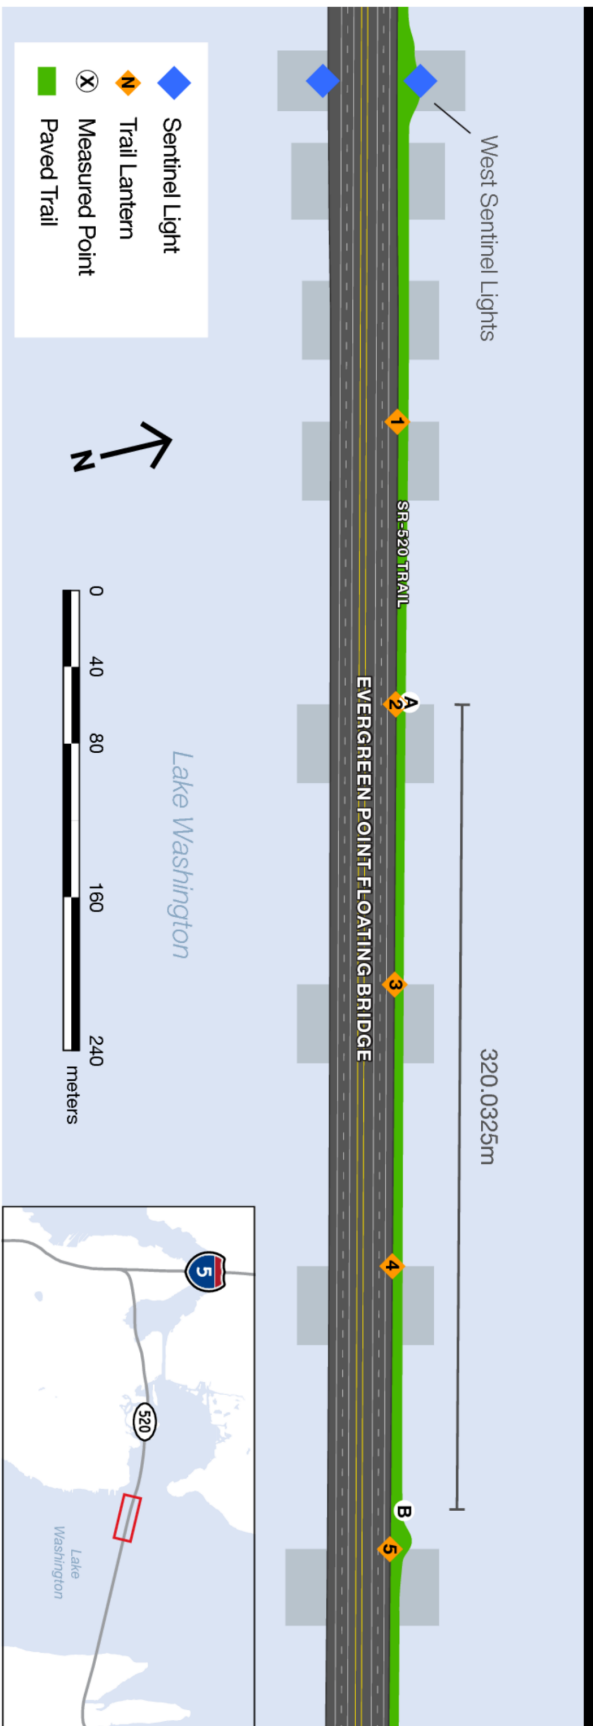 West Sentinel Lights
1
SR-520 TRAIL
A
2
320.0325m
EVERGREEN POINT FLOATING BRIDGE
3
4
B
5
Sentinel Light
N Trail Lantern
X Measured Point
Paved Trail
N
Lake Washington
0 40 80 160 240
meters
5
520
Lake
Washington